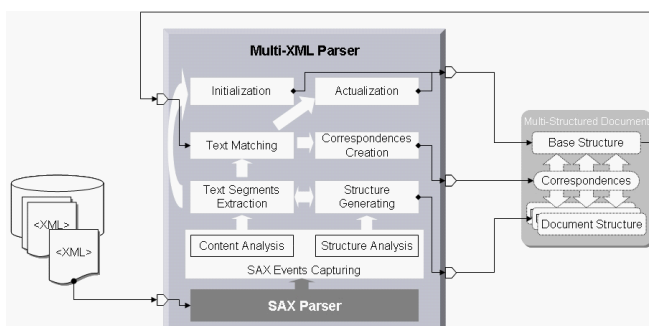 Multi-XML Parser
Initialization
Actualization
Text Matching
Correspondences
Creation
Text Segments
Extraction
Structure
Generating
Content Analysis
Structure Analysis
SAX Events Capturing
SAX Parser
<XML>
<XML>
Multi-Structured Document
Base Structure
Correspondences
Document Structure